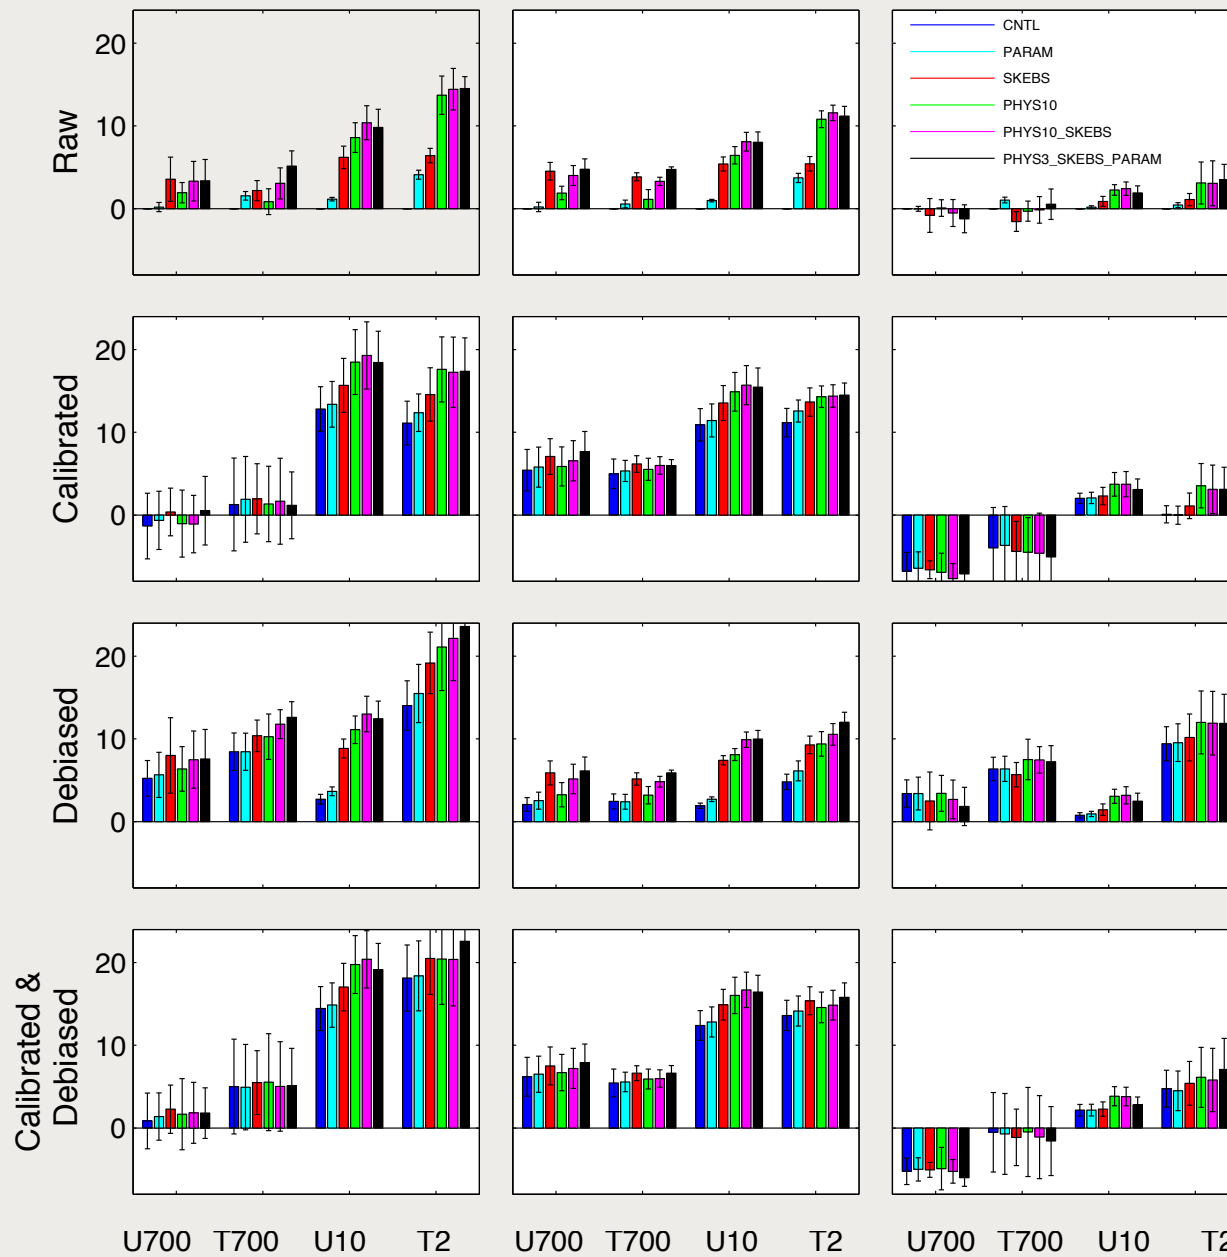 20
10
0
Raw
CNTL
PARAM
SKEBS
PHYS10
PHYS10_SKEBS
PHYS3_SKEBS_PARAM
20
10
0
Calibrated
20
10
0
Debiased
20
10
0
Calibrated &
Debiased
U700 T700 U10 T2
U700 T700 U10 T2
U700 T700 U10 T2